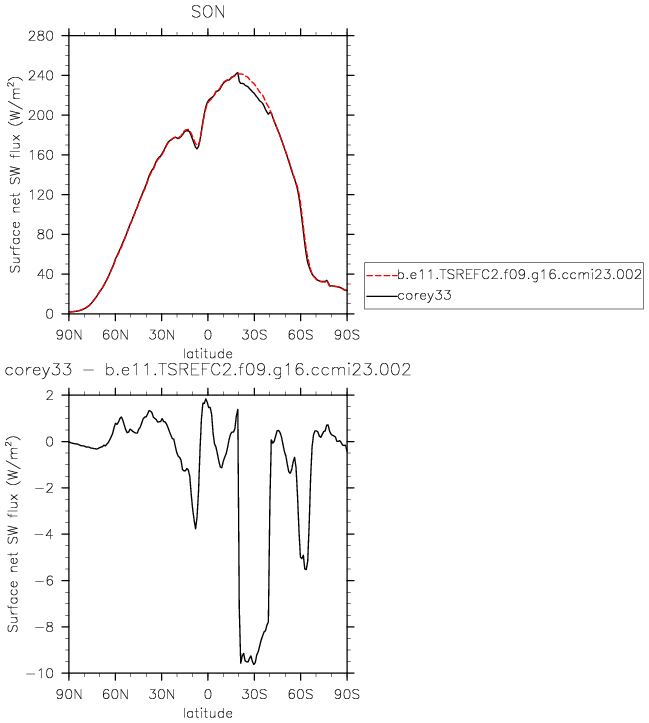 SON
280
240
200
160
120
80
40
0
Surface net SW flux (W/m²)
90N 60N 30N 0 30S 60S 90S
latitude
b.e11.TSREFC2.f09.g16.ccmi23.002
corey33
corey33 − b.e11.TSREFC2.f09.g16.ccmi23.002
2
0
−2
−4
−6
−8
−10
Surface net SW flux (W/m²)
90N 60N 30N 0 30S 60S 90S
latitude